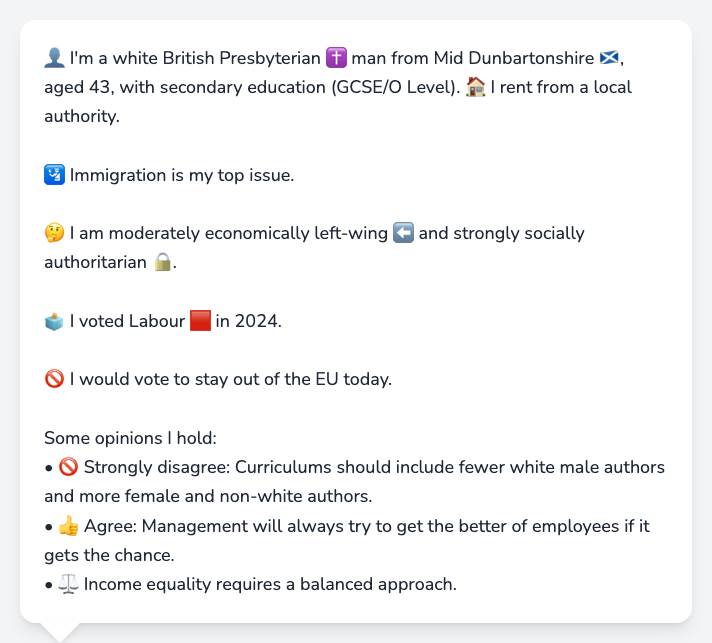 👤 I'm a white British Presbyterian ✝️ man from Mid Dunbartonshire 🏴󠁧󠁢󠁳󠁣󠁴󠁿,
aged 43, with secondary education (GCSE/O Level). 🏠 I rent from a local
authority.
🛂 Immigration is my top issue.
🤔 I am moderately economically left-wing ⬅️ and strongly socially
authoritarian 🔒.
🗳️ I voted Labour 🟥 in 2024.
🚫 I would vote to stay out of the EU today.
Some opinions I hold:
• 🚫 Strongly disagree: Curriculums should include fewer white male authors
and more female and non-white authors.
• 👍 Agree: Management will always try to get the better of employees if it
gets the chance.
• ⚖️ Income equality requires a balanced approach.